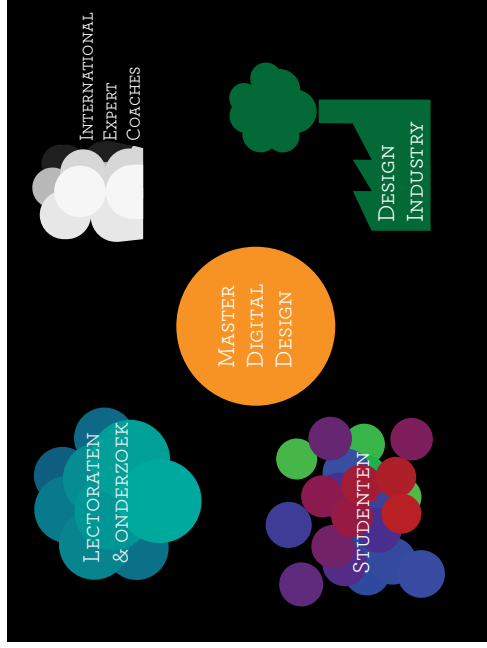 LECTORATEN
& ONDERZOEK
INTERNATIONAL
EXPERT
COACHES
MASTER
DIGITAL
DESIGN
STUDENTEN
DESIGN
INDUSTRY